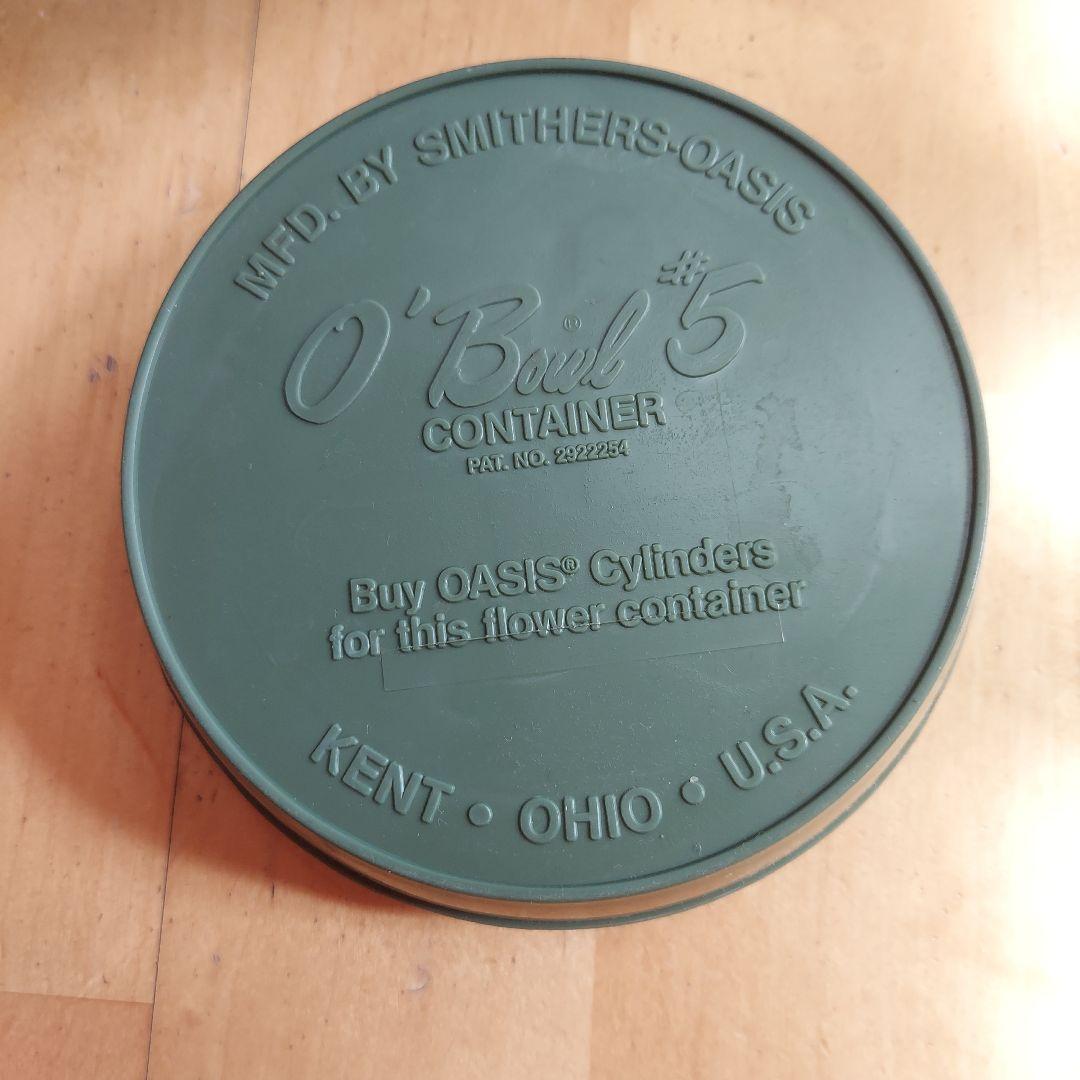 MFD. BY SMITHERS-OASIS
O'Bowl® #5
CONTAINER
PAT. NO. 2922254
Buy OASIS® Cylinders
for this flower container
KENT • OHIO • U.S.A.